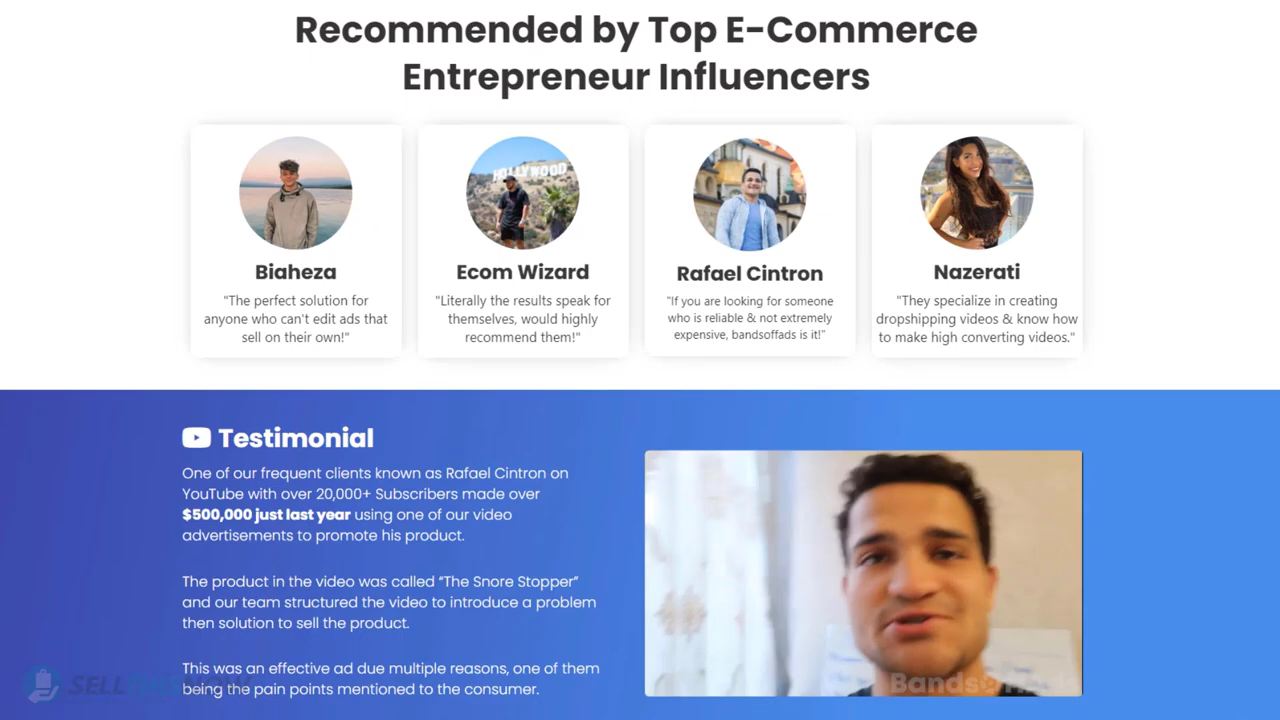 Recommended by Top E-Commerce
Entrepreneur Influencers
HOLLYWOOD
Biaheza
"The perfect solution for
anyone who can't edit ads that
sell on their own!"
Ecom Wizard
"Literally the results speak for
themselves, would highly
recommend them!"
Rafael Cintron
"If you are looking for someone
who is reliable & not extremely
expensive, bandsoffads is it!"
Nazerati
"They specialize in creating
dropshipping videos & know how
to make high converting videos."
Testimonial
One of our frequent clients known as Rafael Cintron on
YouTube with over 20,000+ Subscribers made over
$500,000 just last year using one of our video
advertisements to promote his product.
The product in the video was called “The Snore Stopper”
and our team structured the video to introduce a problem
then solution to sell the product.
This was an effective ad due multiple reasons, one of them
being the pain points mentioned to the consumer.
SELLTHISNOW